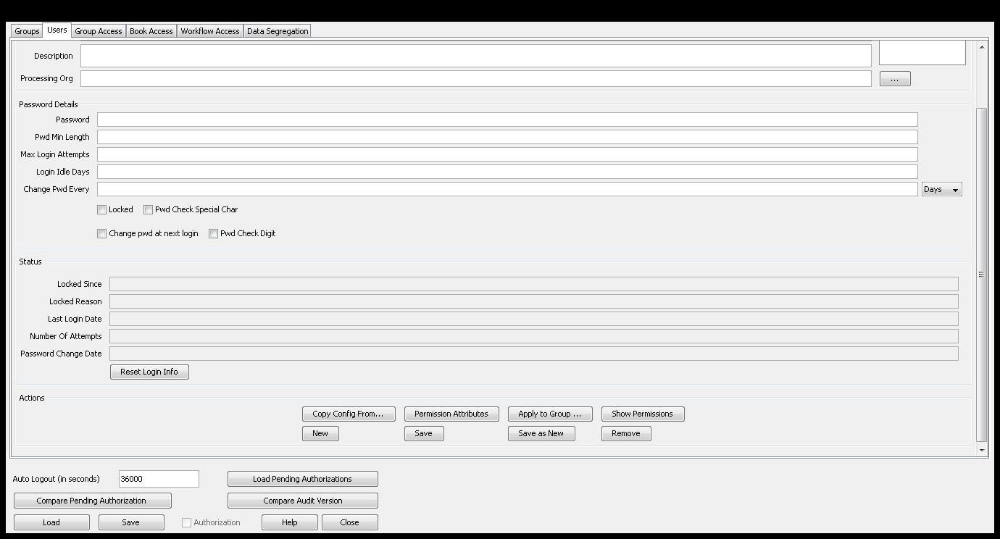 Groups Users Group Access Book Access Workflow Access Data Segregation
Description
Processing Org ...
Password Details
Password
Pwd Min Length
Max Login Attempts
Login Idle Days
Change Pwd Every Days
Locked Pwd Check Special Char
Change pwd at next login Pwd Check Digit
Status
Locked Since
Locked Reason
Last Login Date
Number Of Attempts
Password Change Date
Reset Login Info
Actions
Copy Config From... Permission Attributes Apply to Group ... Show Permissions
New Save Save as New Remove
Auto Logout (in seconds) 36000 Load Pending Authorizations
Compare Pending Authorization Compare Audit Version
Load Save Authorization Help Close